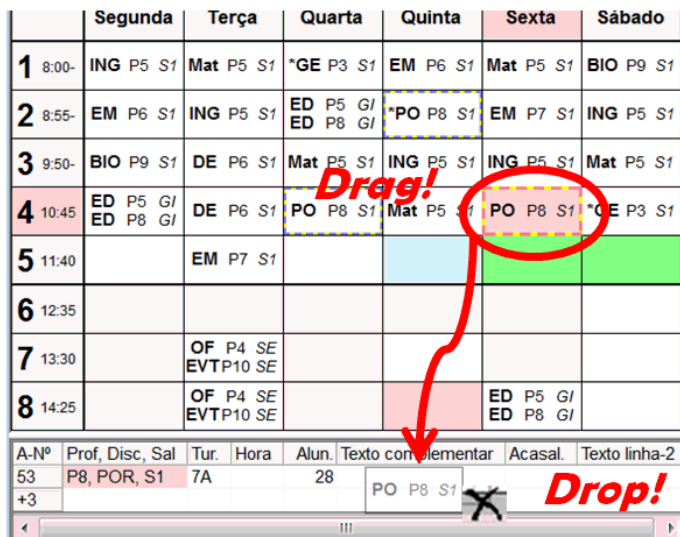 Segunda Terça Quarta Quinta Sexta Sábado
1 8:00- ING P5 S1 Mat P5 S1 *GE P3 S1 EM P6 S1 Mat P5 S1 BIO P9 S1
2 8:55- EM P6 S1 ING P5 S1 ED P5 GI *PO P8 S1 EM P7 S1 ING P5 S1
ED P8 GI
3 9:50- BIO P9 S1 DE P6 S1 Mat P5 S1 ING P5 S1 ING P5 S1 Mat P5 S1
Drag!
4 10:45 ED P5 GI DE P6 S1 PO P8 S1 Mat P5 S1 PO P8 S1 *GE P3 S1
ED P8 GI
5 11:40 EM P7 S1
6 12:35
7 13:30 OF P4 SE
EVT P10 SE
8 14:25 OF P4 SE ED P5 GI
EVT P10 SE ED P8 GI
A-Nº Prof, Disc, Sal Tur. Hora Alun. Texto complementar Acasal. Texto linha-2
53 P8, POR, S1 7A 28
+3 PO P8 S1 Drop!